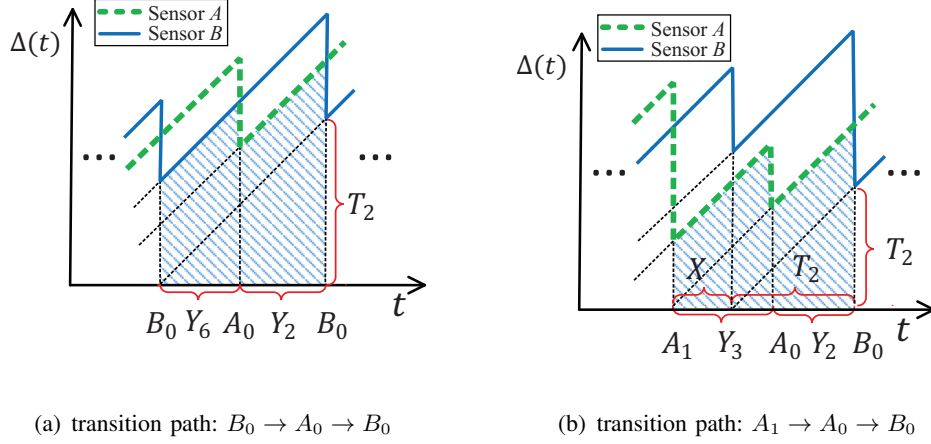 Sensor A
Sensor B
Δ(t)
...
...
T₂
t
B₀ Y₆ A₀ Y₂ B₀
(a) transition path: B₀ → A₀ → B₀
Sensor A
Sensor B
Δ(t)
...
...
X
T₂
T₂
t
A₁ Y₃ A₀ Y₂ B₀
(b) transition path: A₁ → A₀ → B₀